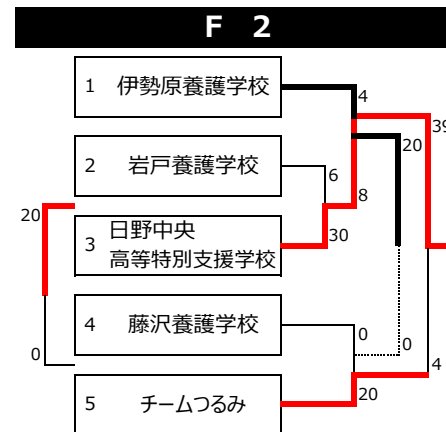 F 2
1 伊勢原養護学校
4
39
2 岩戸養護学校
6
20
8
20
3 日野中央
高等特別支援学校
30
4 藤沢養護学校
0
0
0
4
5 チームつるみ
20